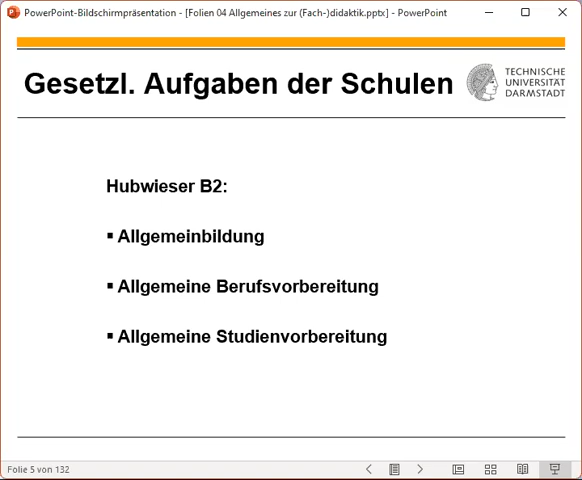 PowerPoint-Bildschirmpräsentation - [Folien 04 Allgemeines zur (Fach-)didaktik.pptx] - PowerPoint
Gesetzl. Aufgaben der Schulen
TECHNISCHE
UNIVERSITÄT
DARMSTADT
Hubwieser B2:
▪ Allgemeinbildung
▪ Allgemeine Berufsvorbereitung
▪ Allgemeine Studienvorbereitung
Folie 5 von 132